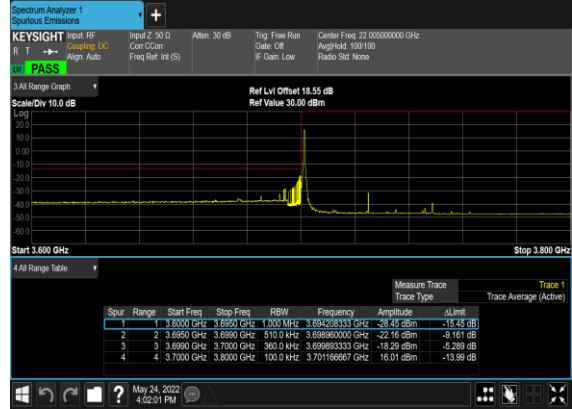 Spectrum Analyzer 1
Spurious Emissions
KEYSIGHT Input: RF Input Z: 50 Ω Atten: 30 dB Trig: Free Run Center Freq: 22.005000000 GHz
R T Coupling: DC Corr CCorr Gate: Off Avg|Hold: 100/100
Align: Auto Freq Ref: Int (S) IF Gain: Low Radio Std: None
PASS
3 All Range Graph
Ref Lvl Offset 18.55 dB
Scale/Div 10.0 dB Ref Value 30.00 dBm
Log
20.0
10.0
0.00
-10.0
-20.0
-30.0
-40.0
-50.0
-60.0
Start 3.600 GHz Stop 3.800 GHz
4 All Range Table
Measure Trace Trace 1
Trace Type Trace Average (Active)
Spur Range Start Freq Stop Freq RBW Frequency Amplitude ΔLimit
1 1 3.6000 GHz 3.6950 GHz 1.000 MHz 3.694208333 GHz -28.45 dBm -15.45 dB
2 2 3.6950 GHz 3.6990 GHz 510.0 kHz 3.698960000 GHz -22.16 dBm -9.161 dB
3 3 3.6990 GHz 3.7000 GHz 360.0 kHz 3.699893333 GHz -18.29 dBm -5.289 dB
4 4 3.7000 GHz 3.8000 GHz 100.0 kHz 3.701166667 GHz 16.01 dBm -13.99 dB
May 24, 2022
4:02:01 PM